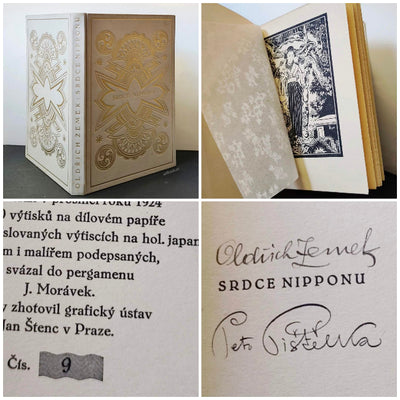 OLDŘICH ZEMEK: SRDCE NIPPONU
v prosinci roku 1924
výtisků na dílovém papíře
slovaných výtiscích na hol. japan
m i malířem podepsaných,
svázal do pergamenu
J. Morávek.
zhotovil grafický ústav
Jan Štenc v Praze.
Čís. 9
Oldřich Zemek
SRDCE NIPPONU
Petr Pištělka